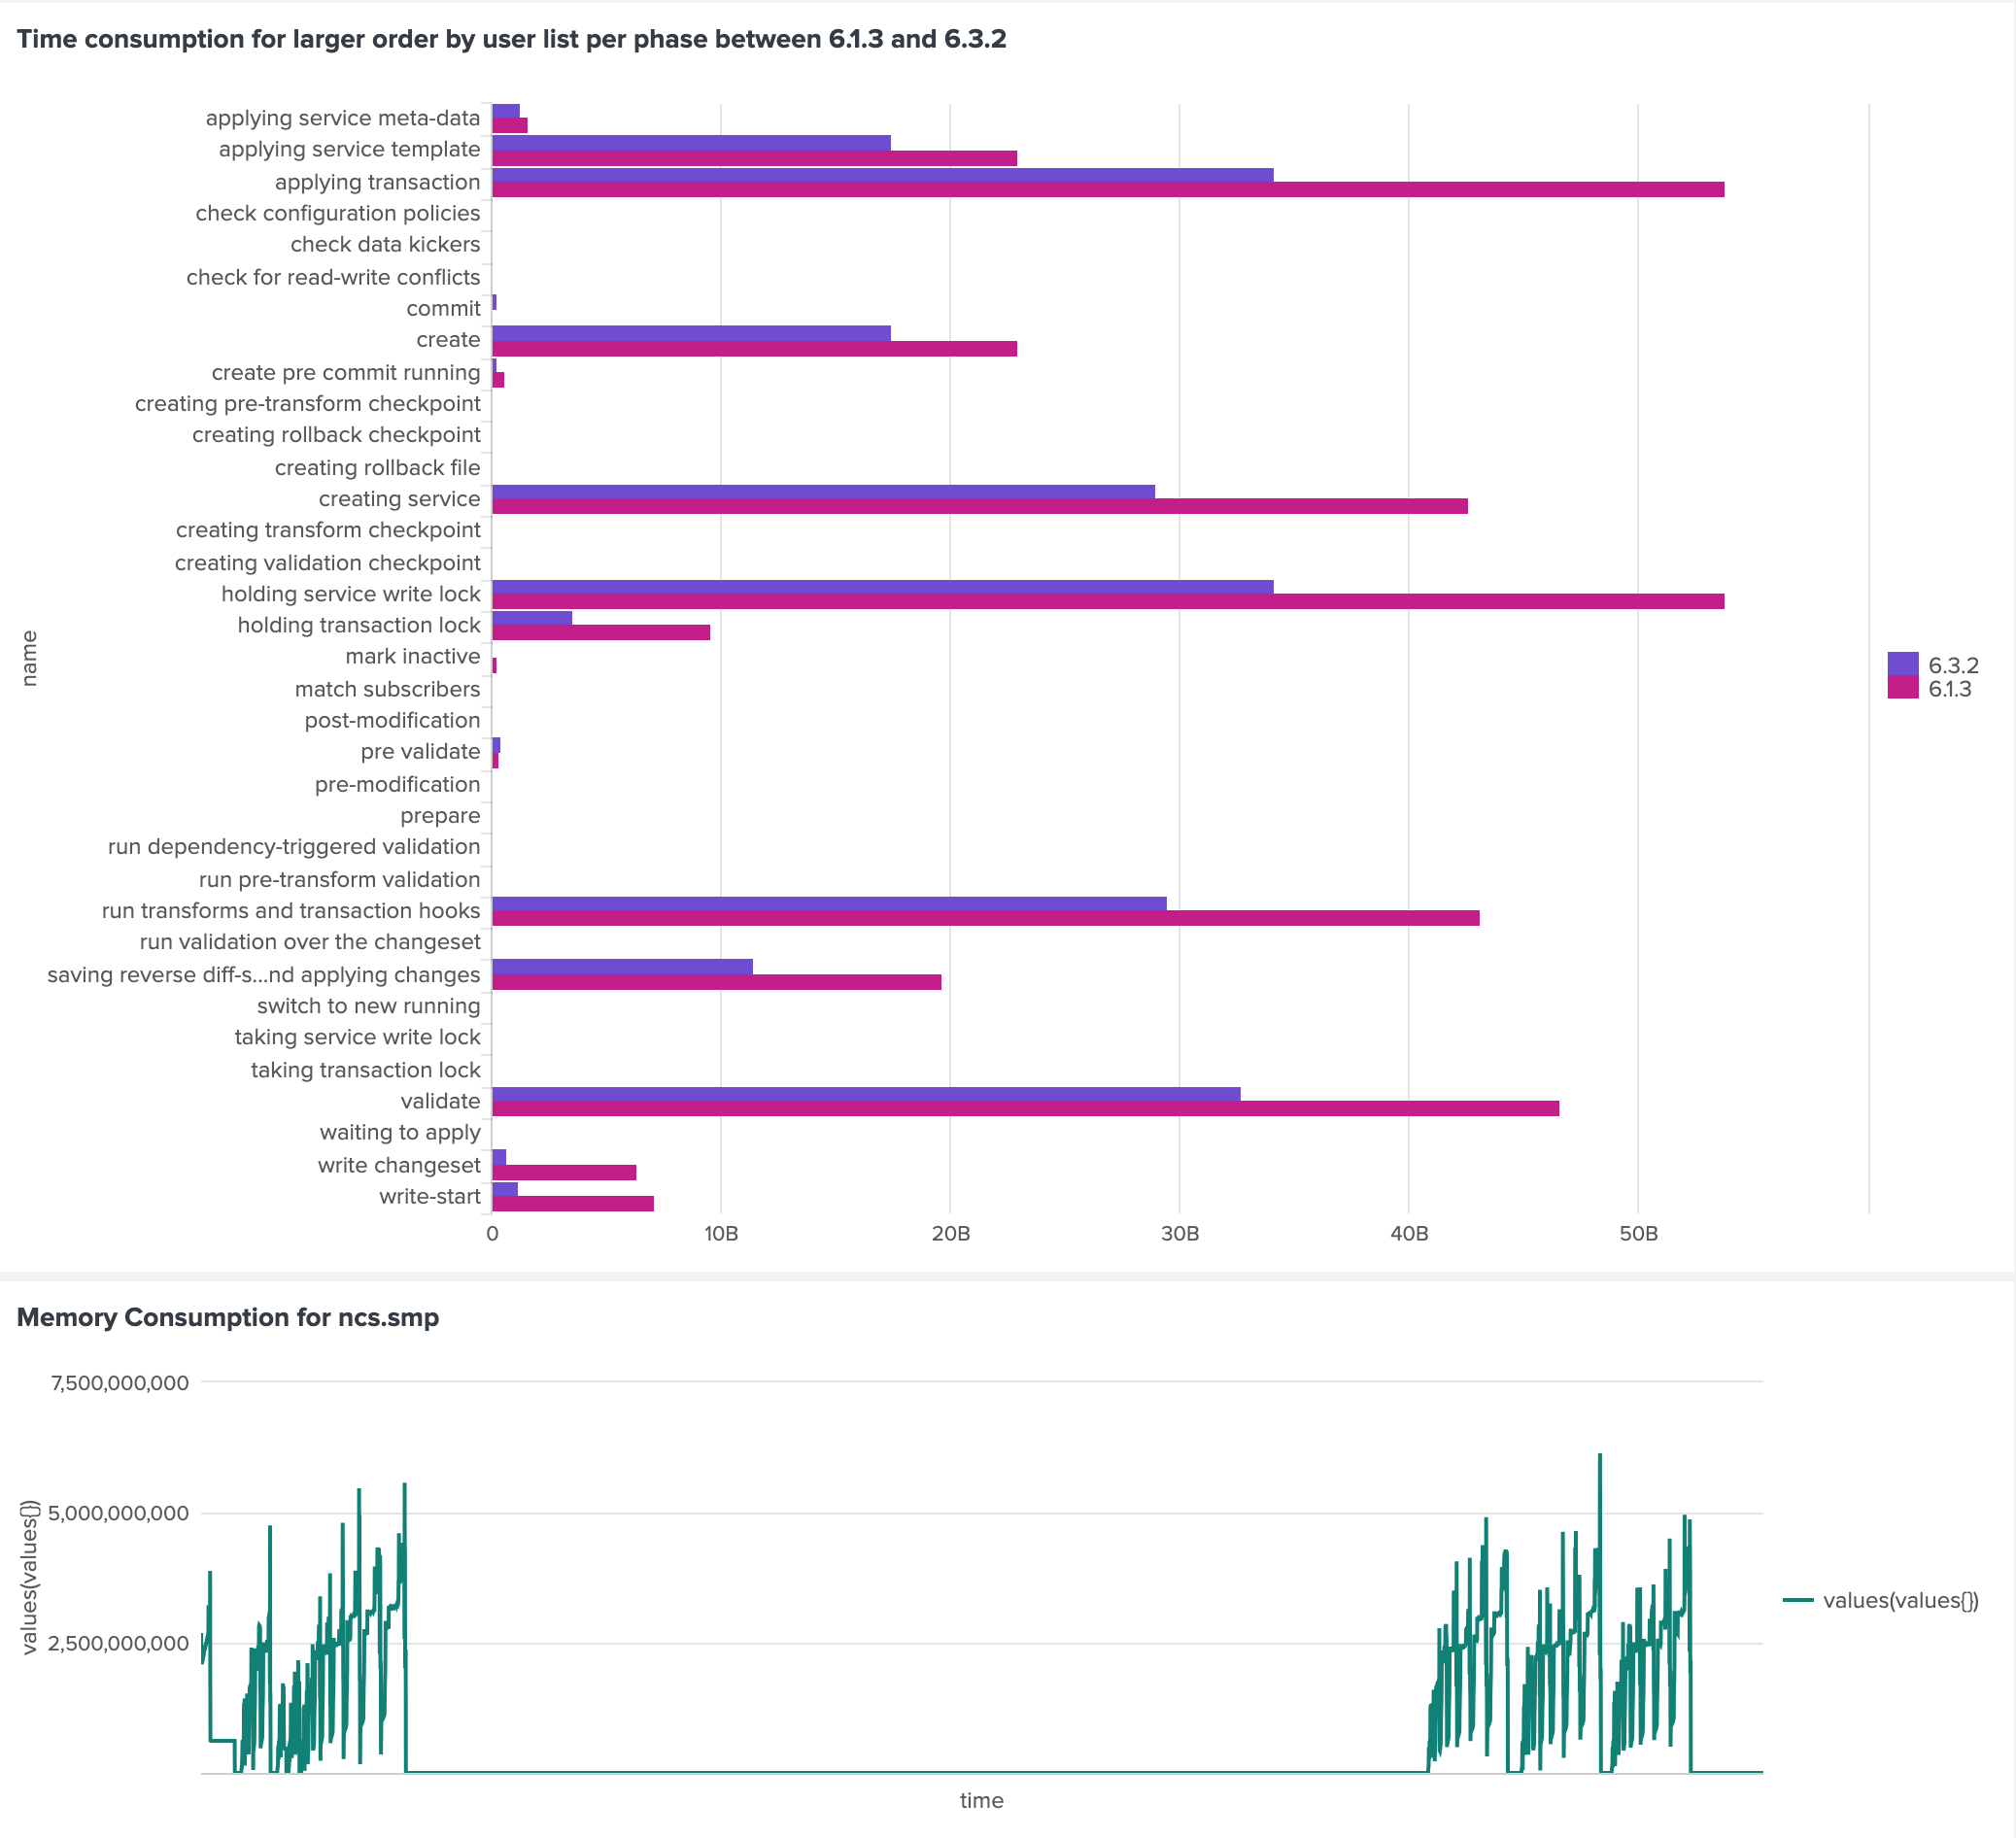 Time consumption for larger order by user list per phase between 6.1.3 and 6.3.2
applying service meta-data
applying service template
applying transaction
check configuration policies
check data kickers
check for read-write conflicts
commit
create
create pre commit running
creating pre-transform checkpoint
creating rollback checkpoint
creating rollback file
creating service
creating transform checkpoint
creating validation checkpoint
holding service write lock
holding transaction lock
mark inactive
match subscribers
post-modification
pre validate
pre-modification
prepare
run dependency-triggered validation
run pre-transform validation
run transforms and transaction hooks
run validation over the changeset
saving reverse diff-s...nd applying changes
switch to new running
taking service write lock
taking transaction lock
validate
waiting to apply
write changeset
write-start
name
0 10B 20B 30B 40B 50B
6.3.2
6.1.3
Memory Consumption for ncs.smp
7,500,000,000
5,000,000,000
2,500,000,000
values(values{})
time
values(values{})